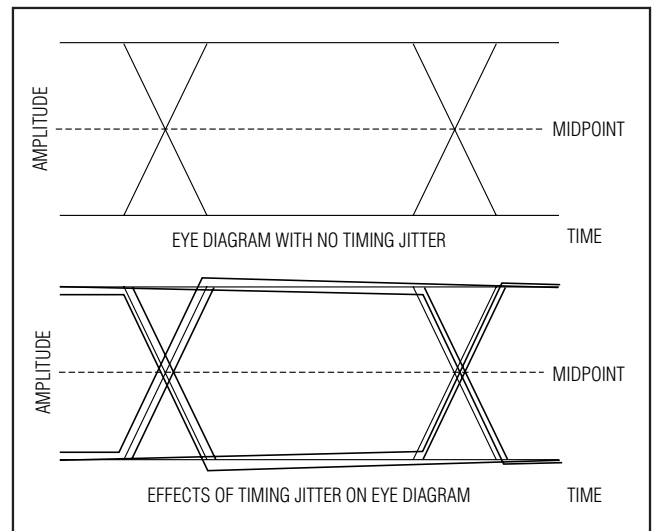 AMPLITUDE
MIDPOINT
EYE DIAGRAM WITH NO TIMING JITTER
TIME
AMPLITUDE
MIDPOINT
EFFECTS OF TIMING JITTER ON EYE DIAGRAM
TIME